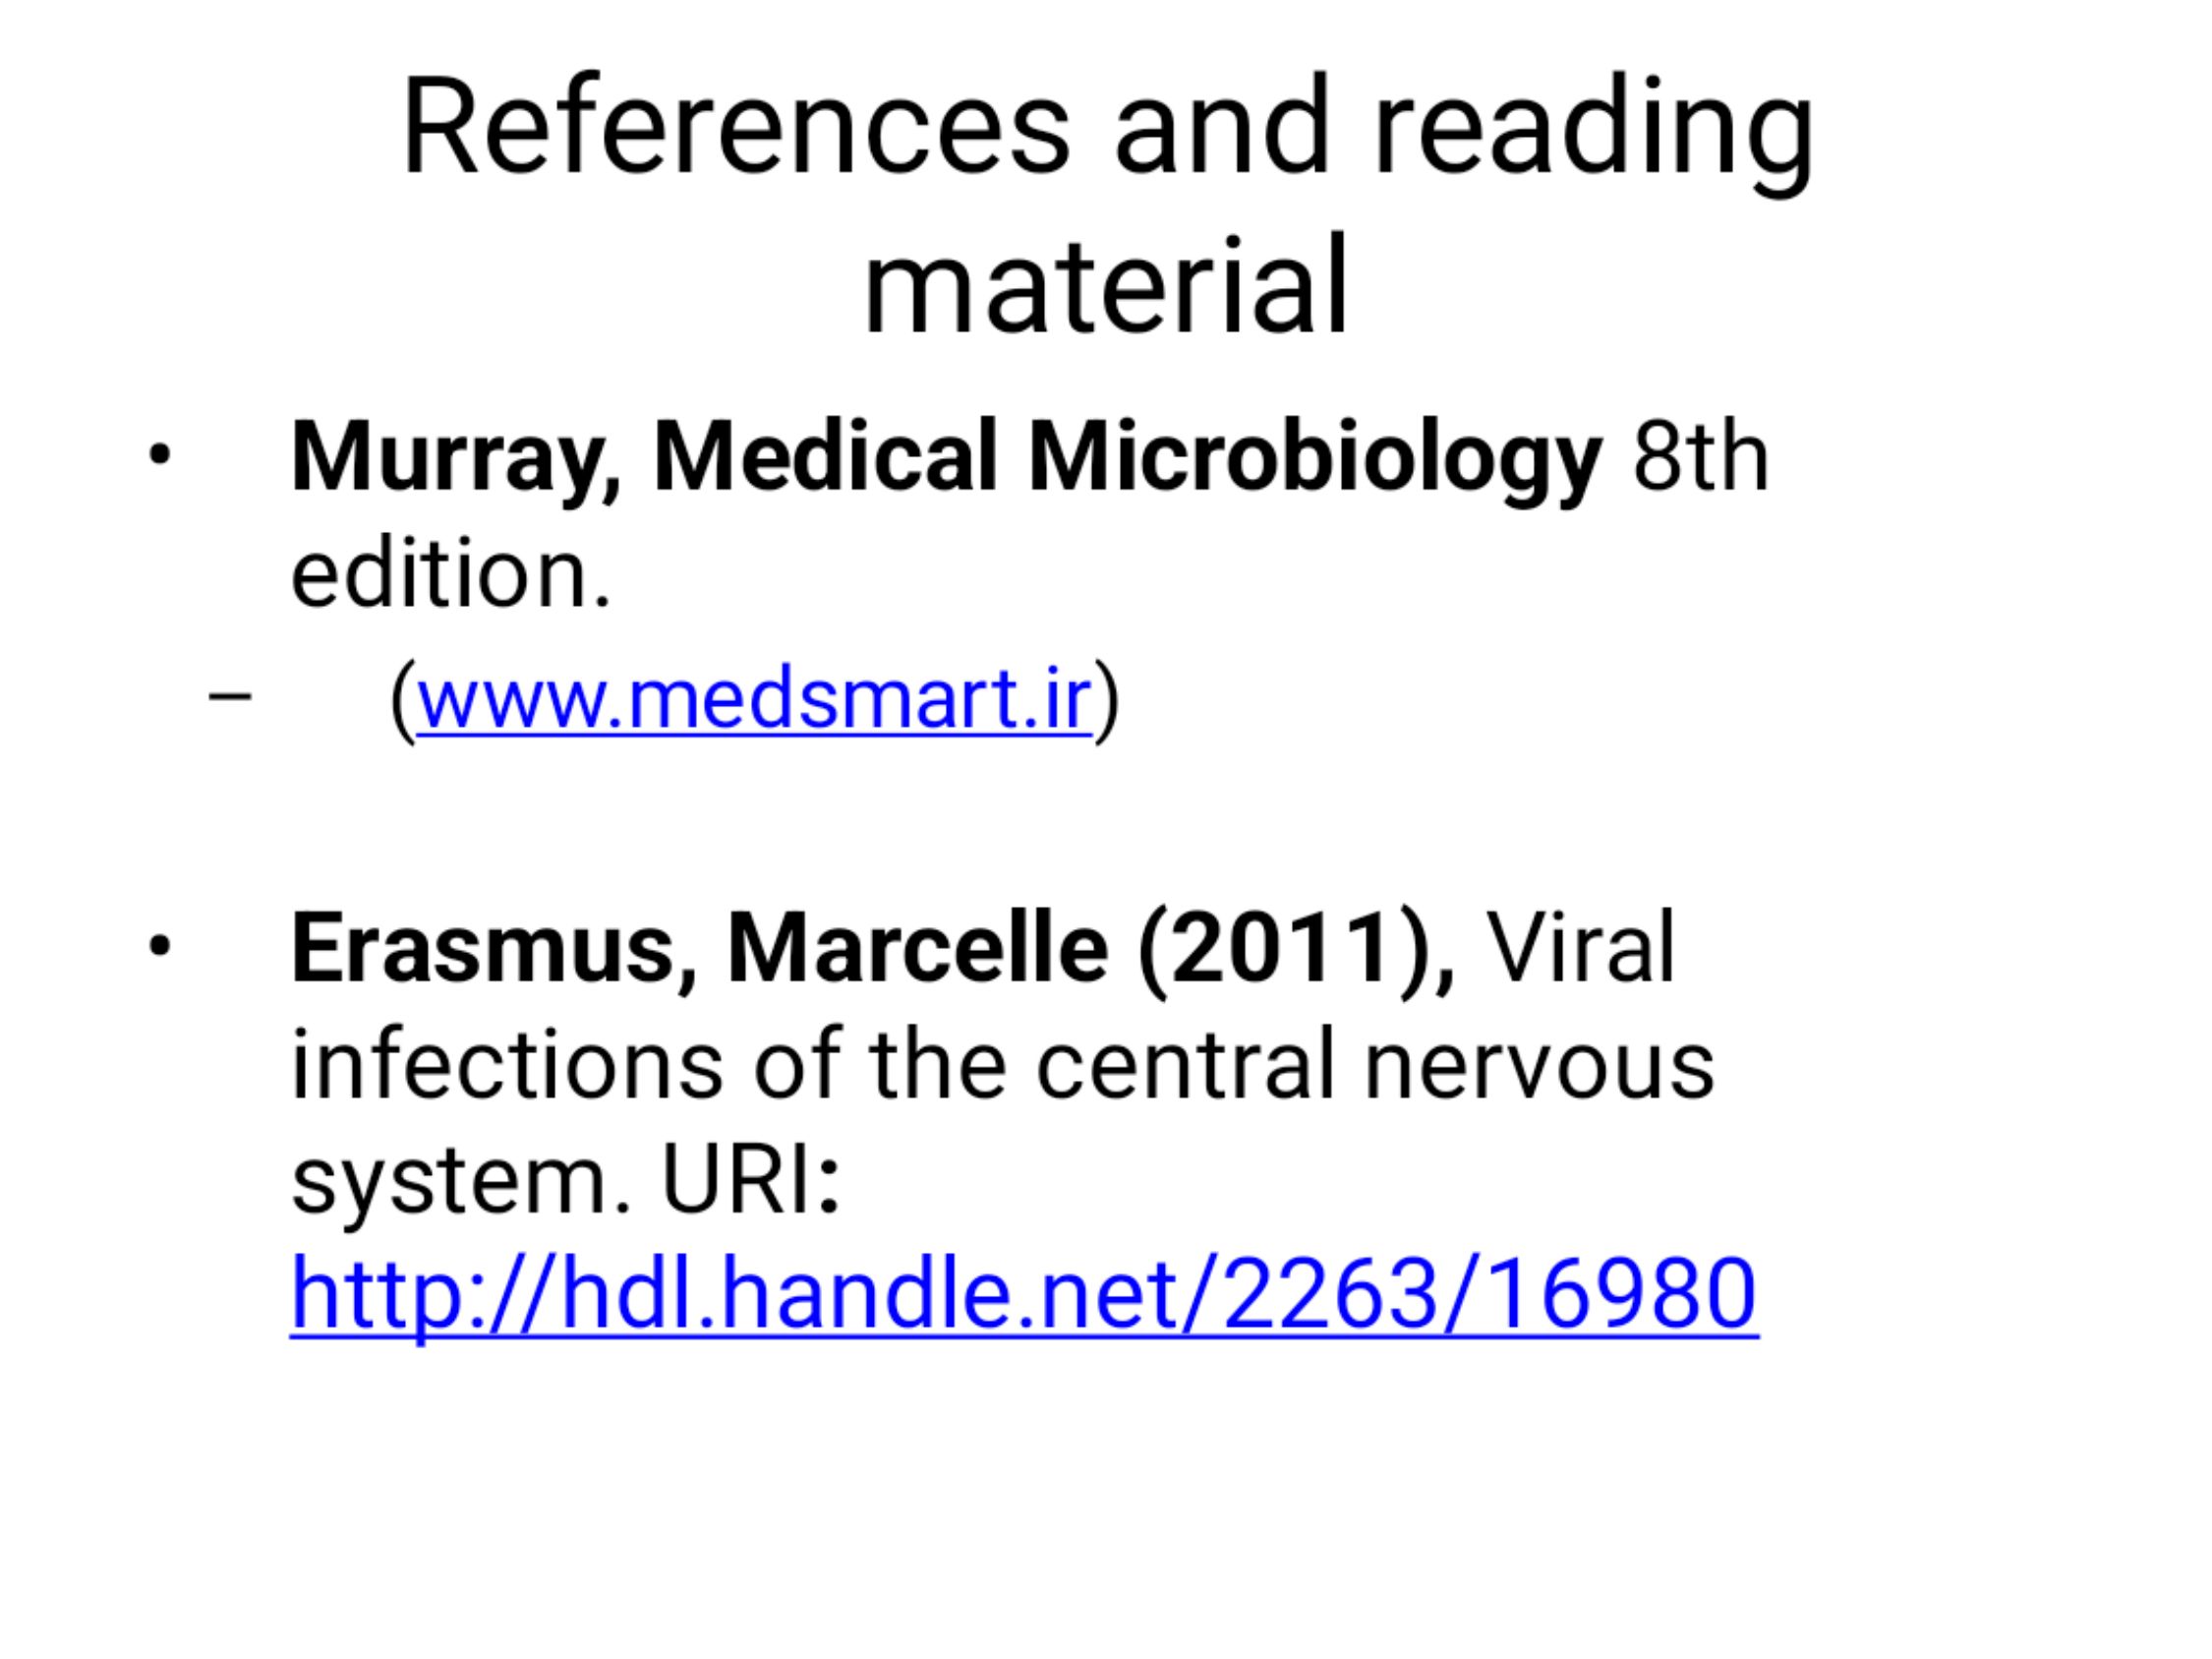 References and reading
material
• Murray, Medical Microbiology 8th
edition.
– (www.medsmart.ir)
• Erasmus, Marcelle (2011), Viral
infections of the central nervous
system. URI:
http://hdl.handle.net/2263/16980